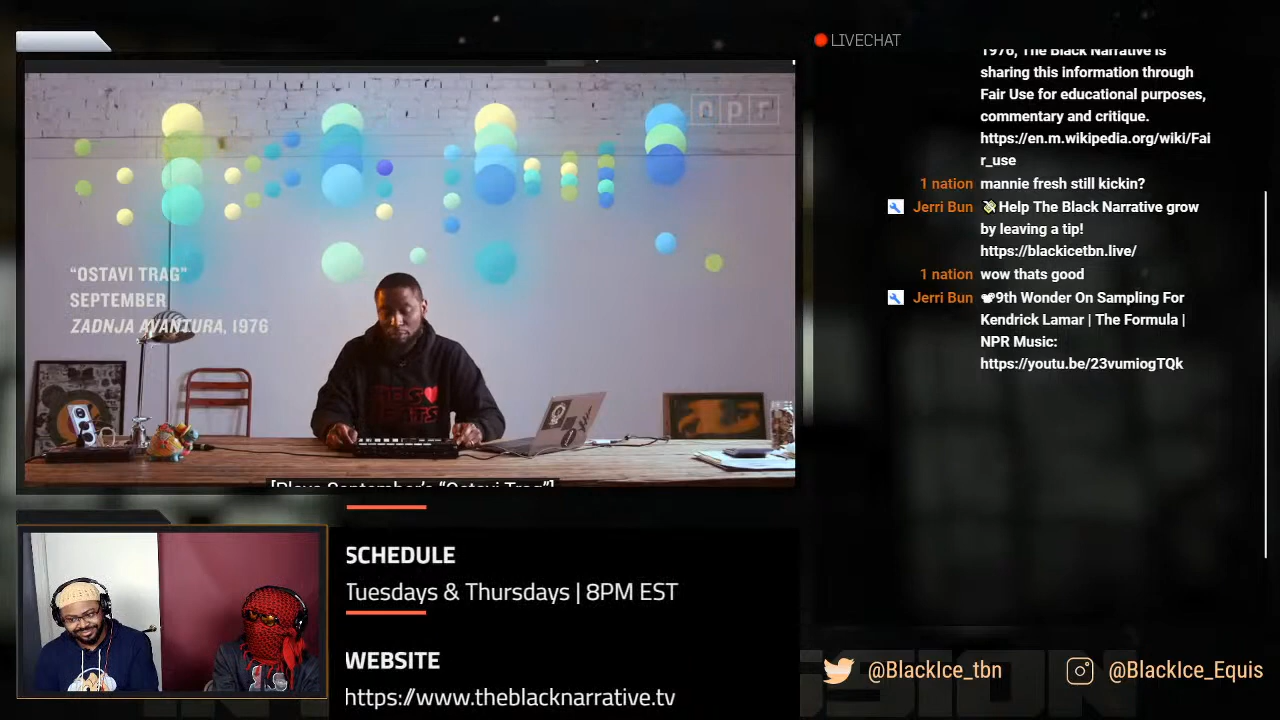 LIVECHAT
1976, The Black Narrative is
sharing this information through
Fair Use for educational purposes,
commentary and critique.
https://en.m.wikipedia.org/wiki/Fai
r_use
1 nation mannie fresh still kickin?
Jerri Bun 💸Help The Black Narrative grow
by leaving a tip!
https://blackicetbn.live/
1 nation wow thats good
Jerri Bun 📽9th Wonder On Sampling For
Kendrick Lamar | The Formula |
NPR Music:
https://youtu.be/23vumiogTQk
npr
"OSTAVI TRAG"
SEPTEMBER
ZADNJA AVANTURA, 1976
[Plays September's "Ostavi Trag"]
SCHEDULE
Tuesdays & Thursdays | 8PM EST
WEBSITE
https://www.theblacknarrative.tv
@BlackIce_tbn
@BlackIce_Equis